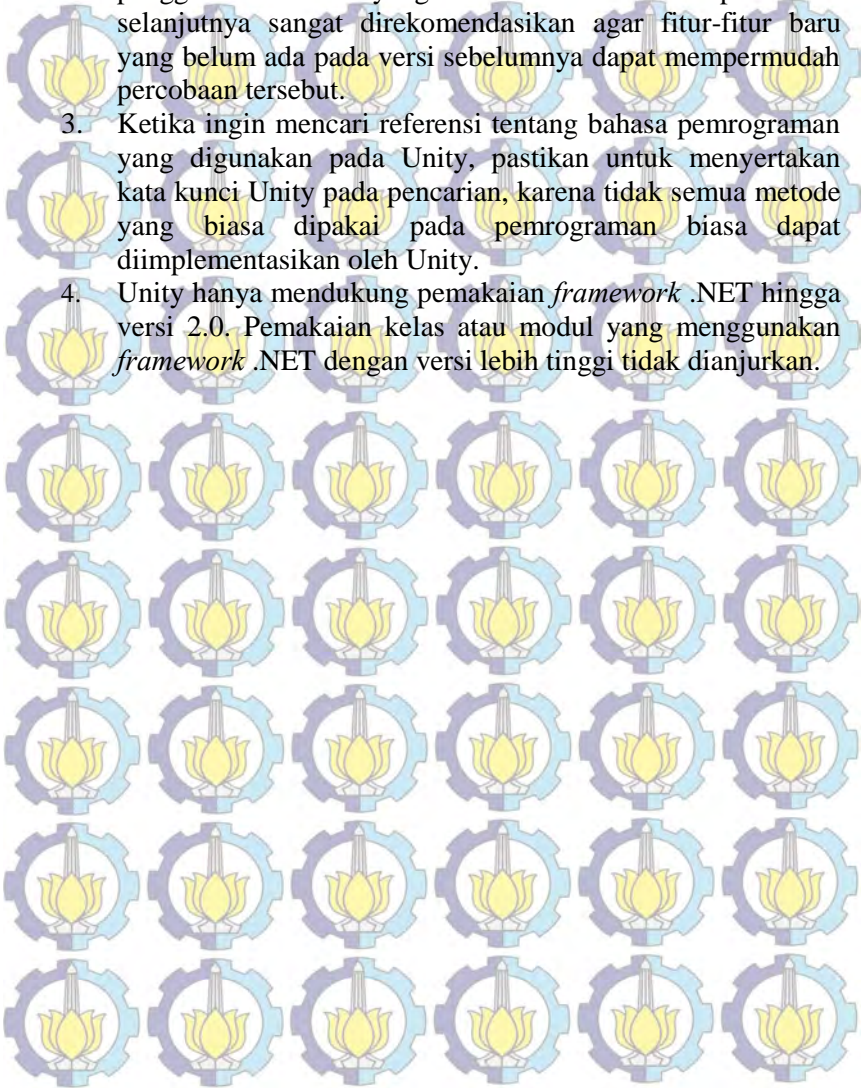 selanjutnya sangat direkomendasikan agar fitur-fitur baru
yang belum ada pada versi sebelumnya dapat mempermudah
percobaan tersebut.
3. Ketika ingin mencari referensi tentang bahasa pemrograman
yang digunakan pada Unity, pastikan untuk menyertakan
kata kunci Unity pada pencarian, karena tidak semua metode
yang biasa dipakai pada pemrograman biasa dapat
diimplementasikan oleh Unity.
4. Unity hanya mendukung pemakaian framework .NET hingga
versi 2.0. Pemakaian kelas atau modul yang menggunakan
framework .NET dengan versi lebih tinggi tidak dianjurkan.